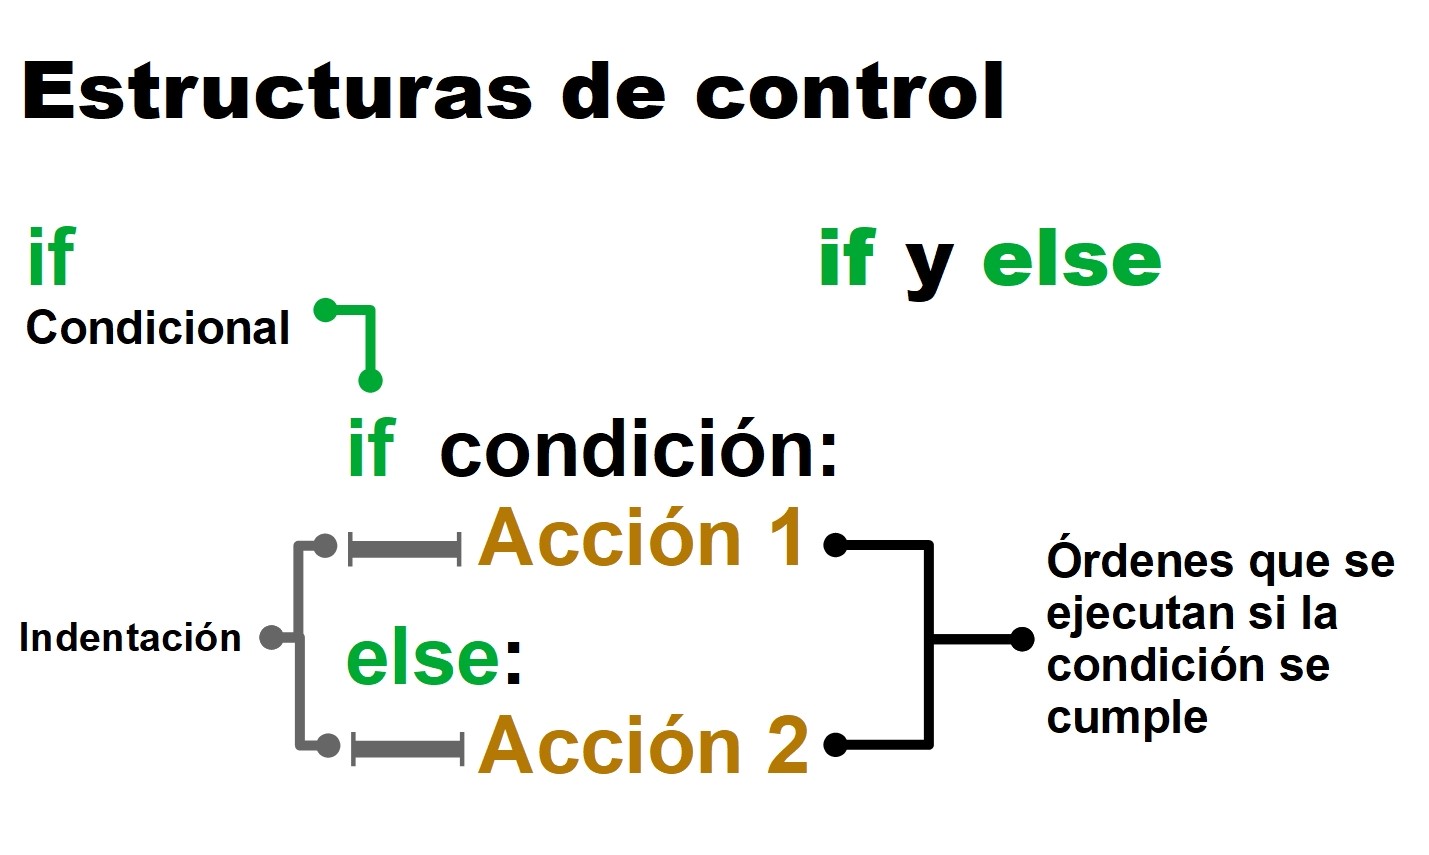 Estructuras de control
if
Condicional
if y else
if condición:
Acción 1
else:
Acción 2
Indentación
Órdenes que se
ejecutan si la
condición se
cumple